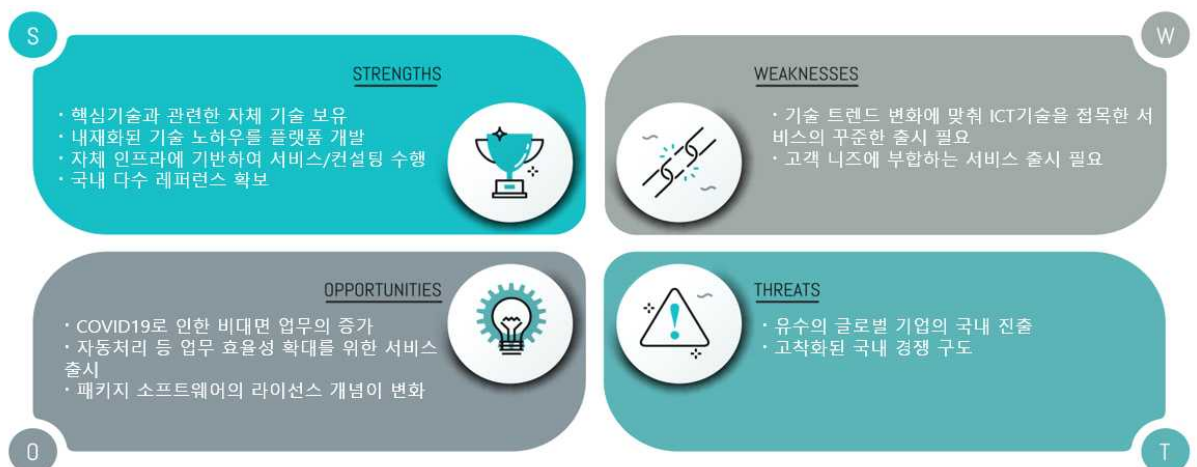 S
STRENGTHS
· 핵심기술과 관련한 자체 기술 보유
· 내재화된 기술 노하우를 플랫폼 개발
· 자체 인프라에 기반하여 서비스/컨설팅 수행
· 국내 다수 레퍼런스 확보
W
WEAKNESSES
· 기술 트렌드 변화에 맞춰 ICT기술을 접목한 서
비스의 꾸준한 출시 필요
· 고객 니즈에 부합하는 서비스 출시 필요
OPPORTUNITIES
· COVID19로 인한 비대면 업무의 증가
· 자동처리 등 업무 효율성 확대를 위한 서비스
출시
· 패키지 소프트웨어의 라이선스 개념이 변화
O
THREATS
· 유수의 글로벌 기업의 국내 진출
· 고착화된 국내 경쟁 구도
T